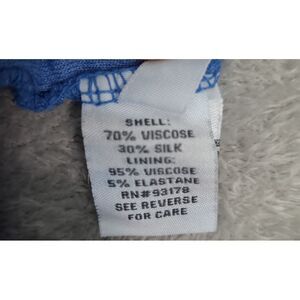 SHELL:
70% VISCOSE
30% SILK
LINING:
95% VISCOSE
5% ELASTANE
RN#93178
SEE REVERSE
FOR CARE